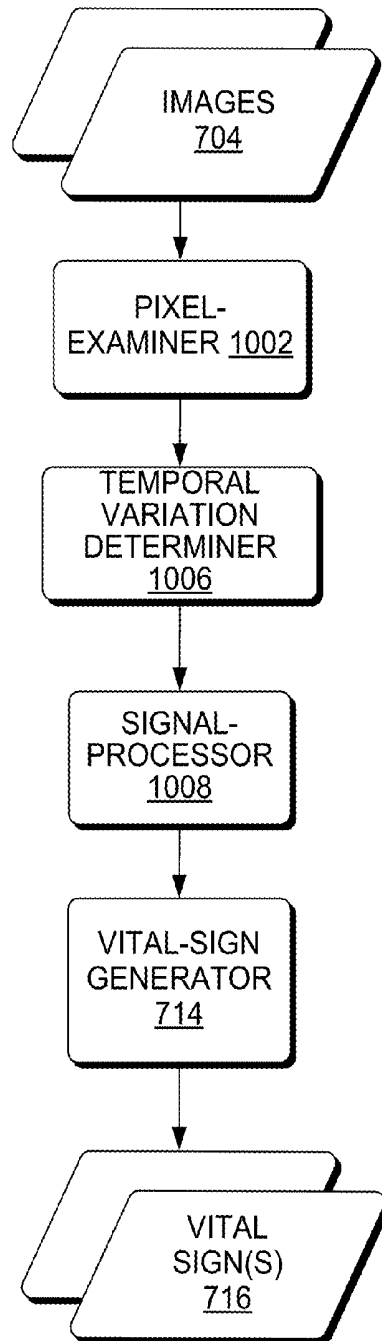 IMAGES
704
PIXEL-
EXAMINER 1002
TEMPORAL
VARIATION
DETERMINER
1006
SIGNAL-
PROCESSOR
1008
VITAL-SIGN
GENERATOR
714
VITAL
SIGN(S)
716